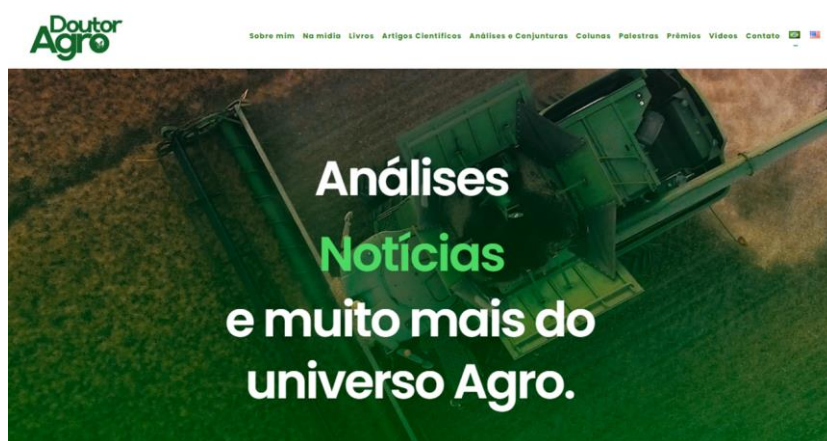 Doutor
Agro
Sobre mim Na mídia Livros Artigos Científicos Análises e Conjunturas Colunas Palestras Prêmios Vídeos Contato
Análises
Notícias
e muito mais do
universo Agro.